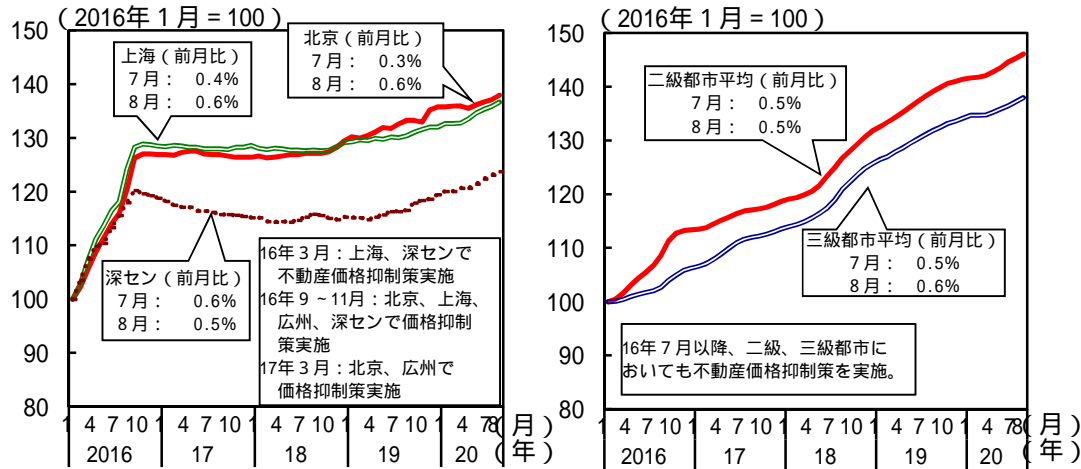 （2016年１月＝100）
150
140
130
120
110
100
90
80
上海（前月比）
７月： 0.4%
８月： 0.6%
北京（前月比）
７月： 0.3%
８月： 0.6%
深セン（前月比）
７月： 0.6%
８月： 0.5%
16年３月：上海、深センで
不動産価格抑制策実施
16年９～11月：北京、上海、
広州、深センで価格抑制
策実施
17年３月：北京、広州で
価格抑制策実施
1 4 7 10 1 4 7 10 1 4 7 10 1 4 7 10 1 4 7 8（月）
2016 17 18 19 20（年）
（2016年１月＝100）
150
140
130
120
110
100
90
80
二級都市平均（前月比）
７月： 0.5%
８月： 0.5%
三級都市平均（前月比）
７月： 0.5%
８月： 0.6%
16年７月以降、二級、三級都市に
おいても不動産価格抑制策を実施。
1 4 7 10 1 4 7 10 1 4 7 10 1 4 7 10 1 4 7 8（月）
2016 17 18 19 20（年）